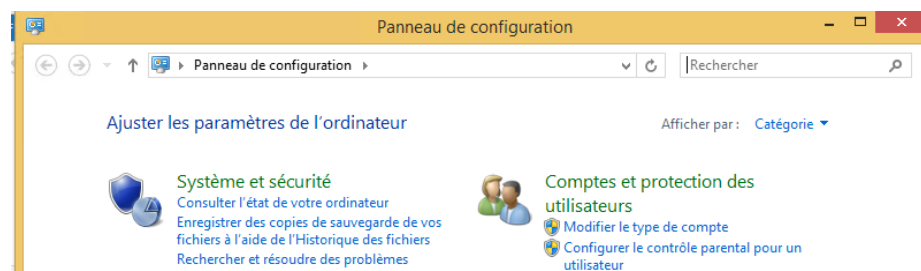 Panneau de configuration
Panneau de configuration
Rechercher
Ajuster les paramètres de l'ordinateur
Afficher par : Catégorie
Système et sécurité
Consulter l'état de votre ordinateur
Enregistrer des copies de sauvegarde de vos
fichiers à l'aide de l'Historique des fichiers
Rechercher et résoudre des problèmes
Comptes et protection des
utilisateurs
Modifier le type de compte
Configurer le contrôle parental pour un
utilisateur